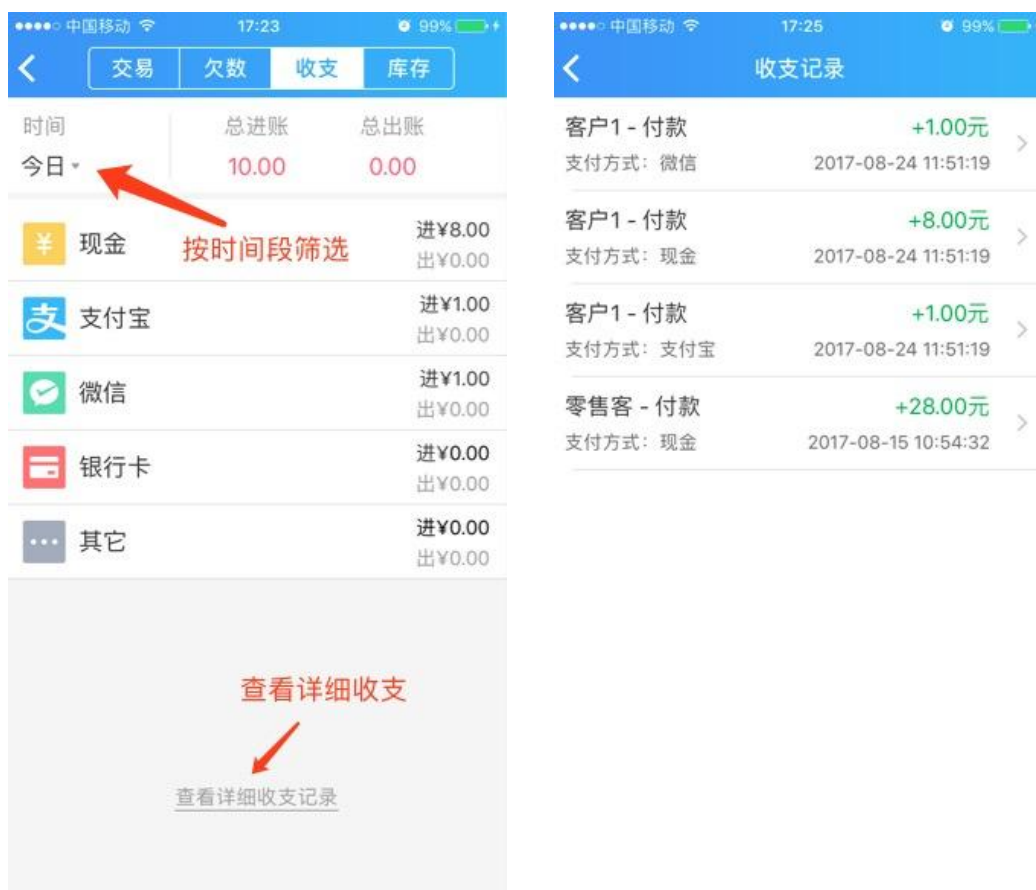 中国移动 17:23 99%
交易 欠数 收支 库存
时间 总进账 总出账
今日 10.00 0.00
按时间段筛选
¥ 现金 进¥8.00
出¥0.00
支 支付宝 进¥1.00
出¥0.00
微信 进¥1.00
出¥0.00
银行卡 进¥0.00
出¥0.00
其它 进¥0.00
出¥0.00
查看详细收支
查看详细收支记录
中国移动 17:25 99%
收支记录
客户1 - 付款 +1.00元
支付方式：微信 2017-08-24 11:51:19
客户1 - 付款 +8.00元
支付方式：现金 2017-08-24 11:51:19
客户1 - 付款 +1.00元
支付方式：支付宝 2017-08-24 11:51:19
零售客 - 付款 +28.00元
支付方式：现金 2017-08-15 10:54:32